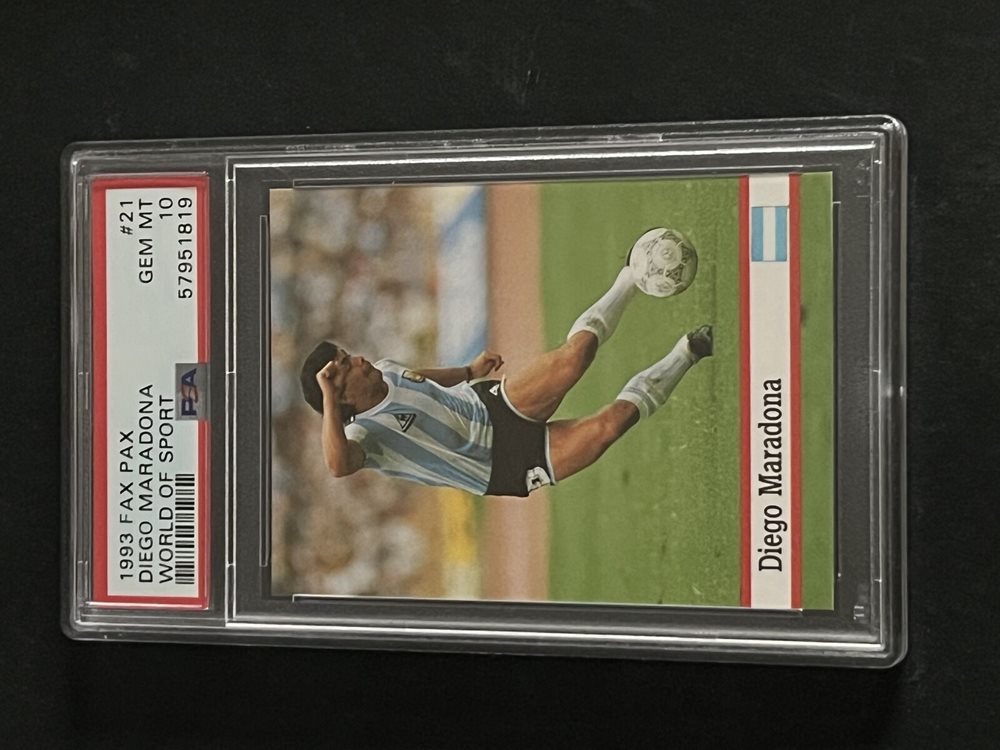 1993 FAX PAX #21
DIEGO MARADONA GEM MT
WORLD OF SPORT 10
57951819
PSA
Diego Maradona